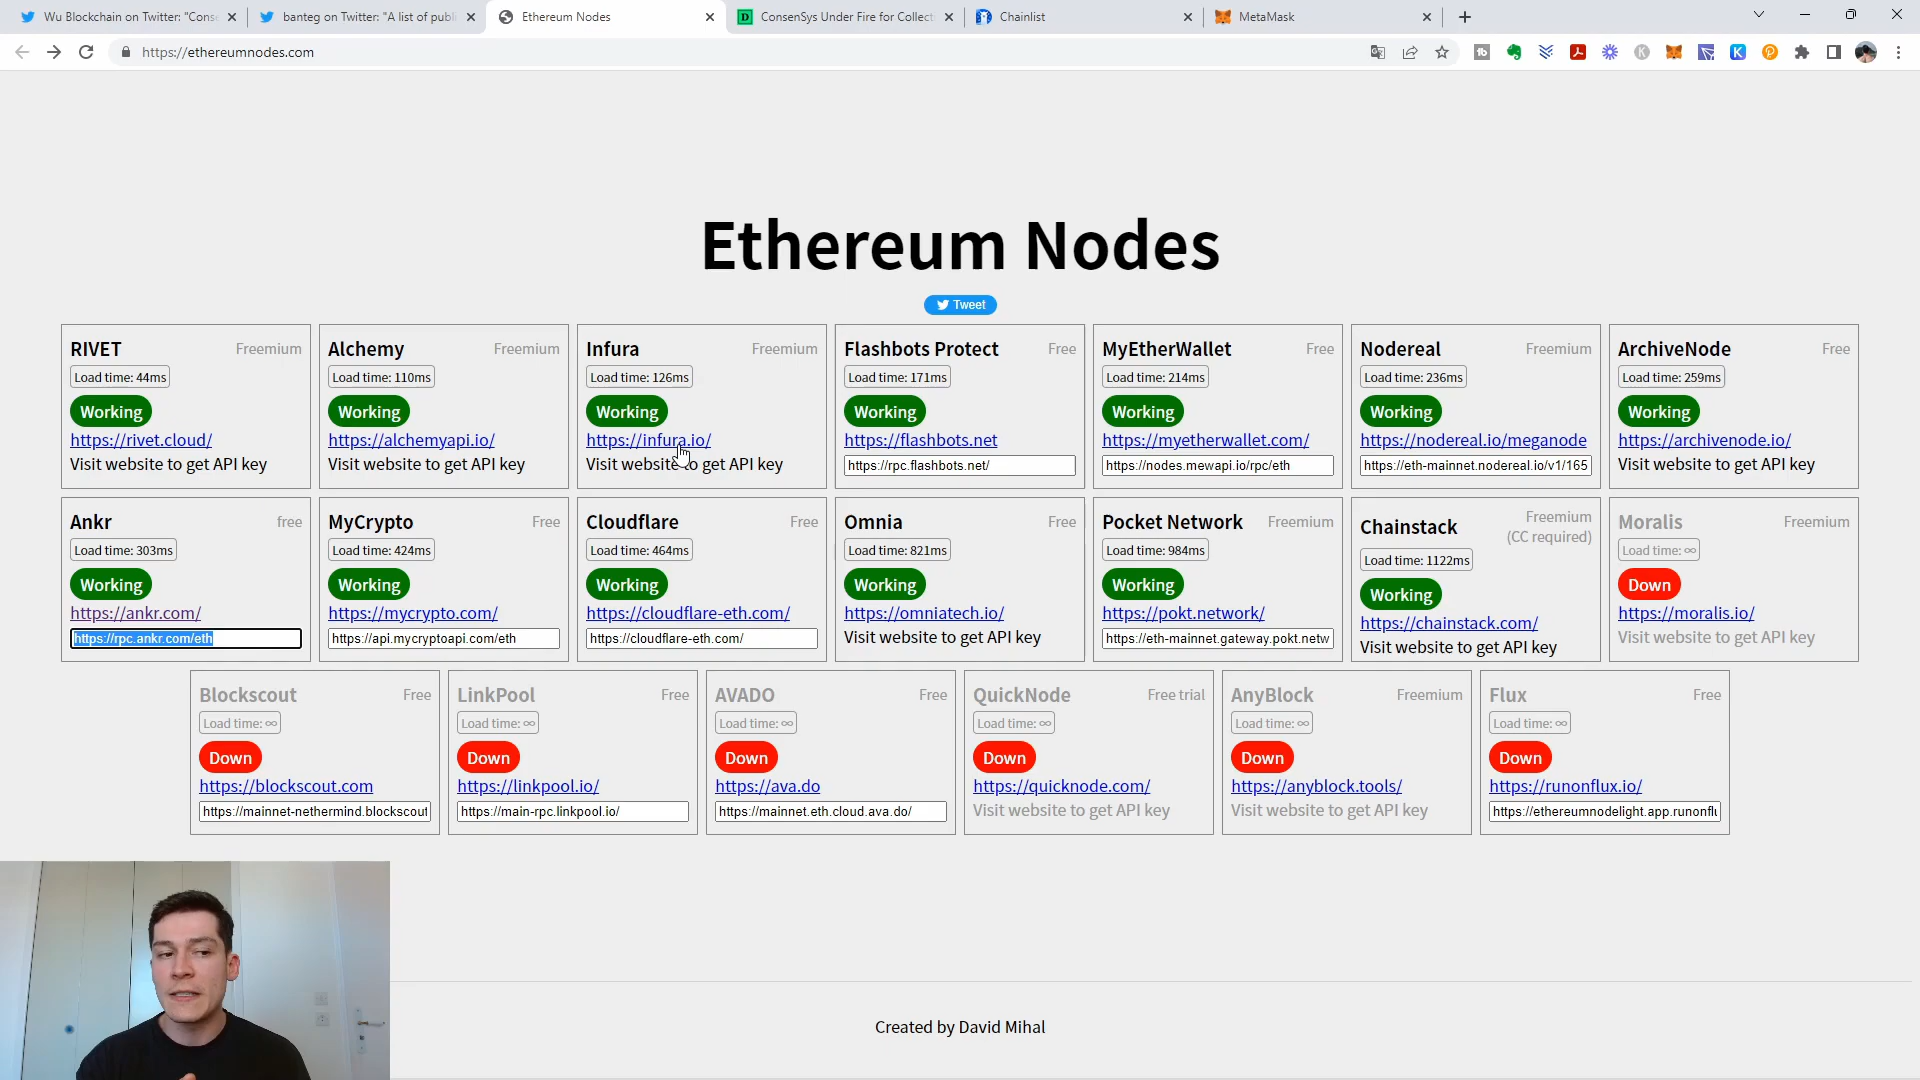 Wu Blockchain on Twitter: "Conse
banteg on Twitter: "A list of publi
Ethereum Nodes
ConsenSys Under Fire for Collecti
Chainlist
MetaMask
https://ethereumnodes.com
Ethereum Nodes
Tweet
RIVET
Freemium
Load time: 44ms
Working
https://rivet.cloud/
Visit website to get API key
Alchemy
Freemium
Load time: 110ms
Working
https://alchemyapi.io/
Visit website to get API key
Infura
Freemium
Load time: 126ms
Working
https://infura.io/
Visit website to get API key
Flashbots Protect
Free
Load time: 171ms
Working
https://flashbots.net
https://rpc.flashbots.net/
MyEtherWallet
Free
Load time: 214ms
Working
https://myetherwallet.com/
https://nodes.mewapi.io/rpc/eth
Nodereal
Freemium
Load time: 236ms
Working
https://nodereal.io/meganode
https://eth-mainnet.nodereal.io/v1/165
ArchiveNode
Free
Load time: 259ms
Working
https://archivenode.io/
Visit website to get API key
Ankr
free
Load time: 303ms
Working
https://ankr.com/
https://rpc.ankr.com/eth
MyCrypto
Free
Load time: 424ms
Working
https://mycrypto.com/
https://api.mycryptoapi.com/eth
Cloudflare
Free
Load time: 464ms
Working
https://cloudflare-eth.com/
https://cloudflare-eth.com/
Omnia
Free
Load time: 821ms
Working
https://omniatech.io/
Visit website to get API key
Pocket Network
Freemium
Load time: 984ms
Working
https://pokt.network/
https://eth-mainnet.gateway.pokt.netw
Chainstack
Freemium
(CC required)
Load time: 1122ms
Working
https://chainstack.com/
Visit website to get API key
Moralis
Freemium
Load time: ∞
Down
https://moralis.io/
Visit website to get API key
Blockscout
Free
Load time: ∞
Down
https://blockscout.com
https://mainnet-nethermind.blockscout
LinkPool
Free
Load time: ∞
Down
https://linkpool.io/
https://main-rpc.linkpool.io/
AVADO
Free
Load time: ∞
Down
https://ava.do
https://mainnet.eth.cloud.ava.do/
QuickNode
Free trial
Load time: ∞
Down
https://quicknode.com/
Visit website to get API key
AnyBlock
Freemium
Load time: ∞
Down
https://anyblock.tools/
Visit website to get API key
Flux
Free
Load time: ∞
Down
https://runonflux.io/
https://ethereumnodelight.app.runonflu
Created by David Mihal